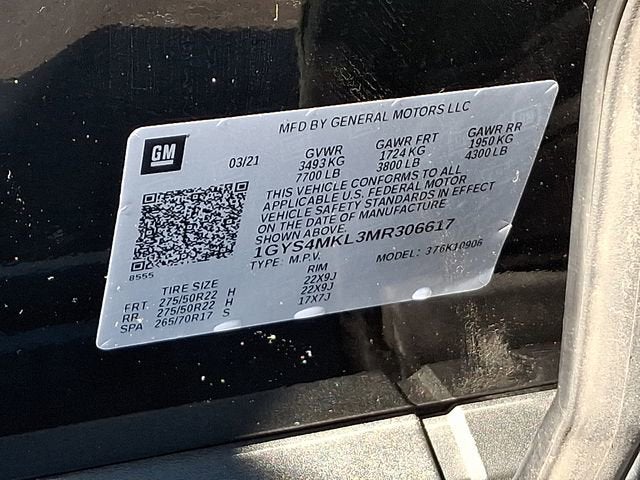 MFD BY GENERAL MOTORS LLC
GM
03/21 GVWR GAWR FRT GAWR RR
3493 KG 1724 KG 1950 KG
7700 LB 3800 LB 4300 LB
THIS VEHICLE CONFORMS TO ALL
APPLICABLE U.S. FEDERAL MOTOR
VEHICLE SAFETY STANDARDS IN EFFECT
ON THE DATE OF MANUFACTURE
SHOWN ABOVE.
1GYS4MKL3MR306617
TYPE: M.P.V. MODEL: 376K10906
8555
TIRE SIZE RIM
FRT 275/50R22 H 22X9J
RR 275/50R22 H 22X9J
SPA 265/70R17 S 17X7J